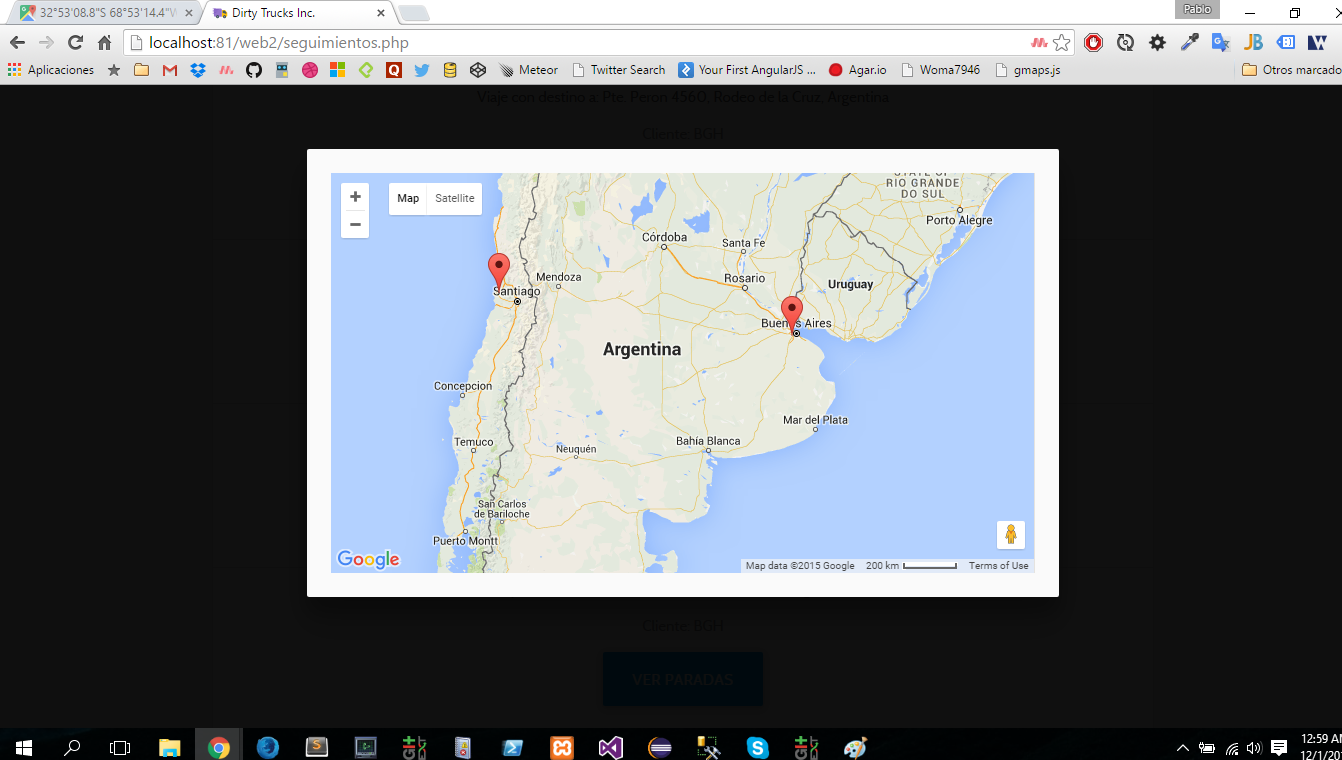 Pablo
32°53'08.8"S 68°53'14.4"W
Dirty Trucks Inc.
localhost:81/web2/seguimientos.php
Aplicaciones
Meteor
Twitter Search
Your First AngularJS ...
Agar.io
Woma7946
gmaps.js
Otros marcado
Viaje con destino a: Pte. Peron 4560, Rodeo de la Cruz, Argentina
Cliente: BGH
+
Map
Satellite
−
STATE OF
RIO GRANDE
DO SUL
Porto Alegre
Córdoba
Santa Fe
Mendoza
Rosario
Uruguay
Santiago
Buenos Aires
Argentina
Concepcion
Mar del Plata
Temuco
Bahía Blanca
Neuquén
San Carlos
de Bariloche
Puerto Montt
Google
Map data ©2015 Google
200 km
Terms of Use
Cliente: BGH
VER PARADAS
12:59 AM
12/1/201